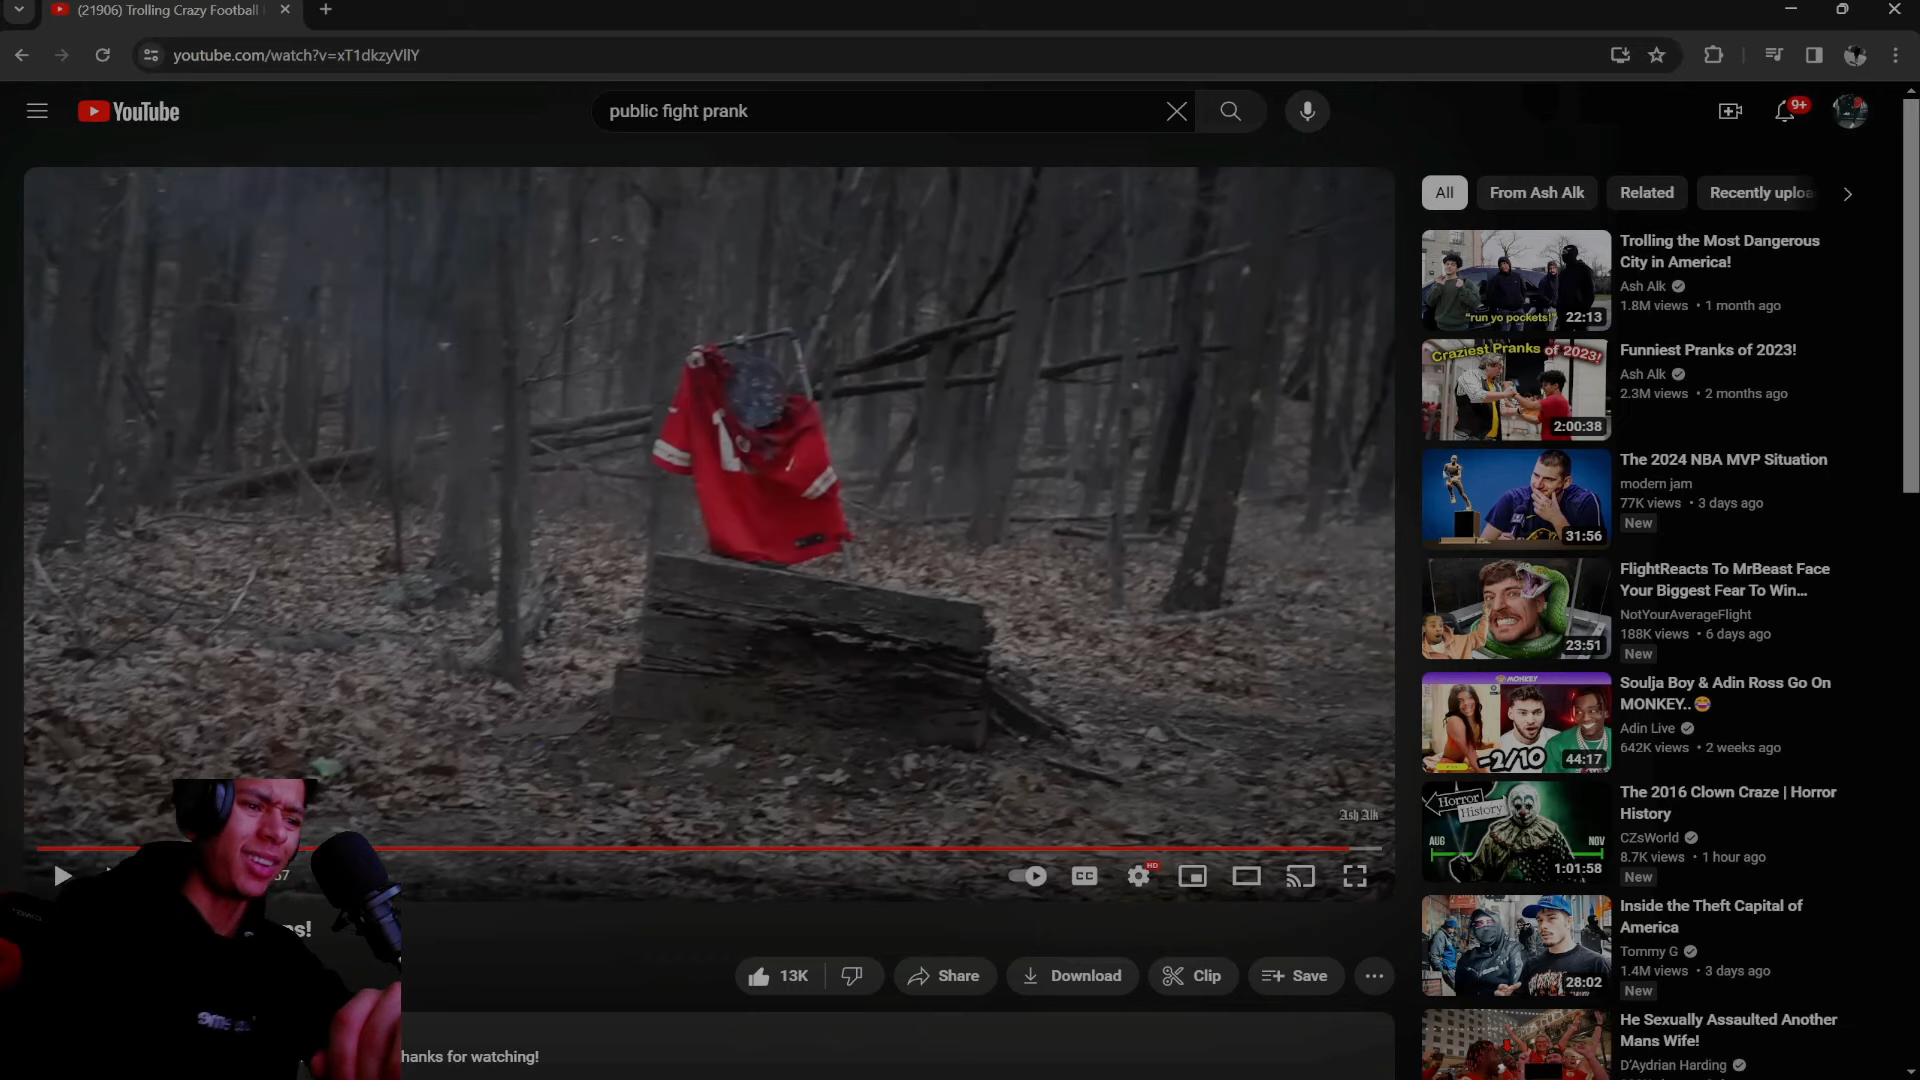 (21906) Trolling Crazy Football
youtube.com/watch?v=xT1dkzyVllY
YouTube
public fight prank
9+
All
From Ash Alk
Related
Recently uploa
Trolling the Most Dangerous
City in America!
Ash Alk
1.8M views • 1 month ago
"run yo pockets!"
22:13
Craziest Pranks of 2023!
2:00:38
Funniest Pranks of 2023!
Ash Alk
2.3M views • 2 months ago
31:56
The 2024 NBA MVP Situation
modern jam
77K views • 3 days ago
New
23:51
FlightReacts To MrBeast Face
Your Biggest Fear To Win...
NotYourAverageFlight
188K views • 6 days ago
New
MONKEY
-2/10
44:17
Soulja Boy & Adin Ross Go On
MONKEY..😂
Adin Live
642K views • 2 weeks ago
Horror
History
AUG
NOV
1:01:58
The 2016 Clown Craze | Horror
History
CZsWorld
8.7K views • 1 hour ago
New
28:02
Inside the Theft Capital of
America
Tommy G
1.4M views • 3 days ago
New
He Sexually Assaulted Another
Mans Wife!
D'Aydrian Harding
Ash Alk
57
CC
HD
ns!
13K
Share
Download
Clip
Save
hanks for watching!